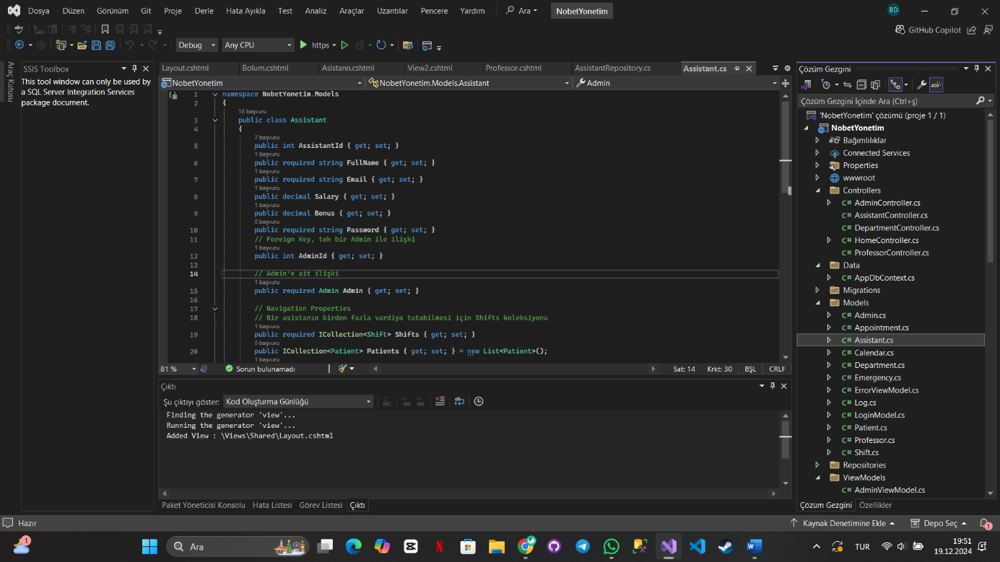 Dosya Düzen Görünüm Git Proje Derle Hata Ayıkla Test Analiz Araçlar Uzantılar Pencere Yardım Ara NobetYonetim BD
abc GitHub Copilot
Debug Any CPU https
Araç Kutusu
SSIS Toolbox
This tool window can only be used by
a SQL Server Integration Services
package document.
Layout.cshtml Bolum.cshtml Asistann.cshtml View2.cshtml Professor.cshtml AssistantRepository.cs Assistant.cs
NobetYonetim NobetYonetim.Models.Assistant Admin
1 namespace NobetYonetim.Models
2 {
16 başvuru
3 public class Assistant
4 {
7 başvuru
5 public int AssistantId { get; set; }
1 başvuru
6 public required string FullName { get; set; }
1 başvuru
7 public required string Email { get; set; }
1 başvuru
8 public decimal Salary { get; set; }
1 başvuru
9 public decimal Bonus { get; set; }
0 başvuru
10 public required string Password { get; set; }
11 // Foreign Key, tek bir Admin ile ilişki
1 başvuru
12 public int AdminId { get; set; }
13
14 // Admin'e ait ilişki
1 başvuru
15 public required Admin Admin { get; set; }
16
17 // Navigation Properties
18 // Bir asistanın birden fazla vardiya tutabilmesi için Shifts koleksiyonu
1 başvuru
19 public required ICollection<Shift> Shifts { get; set; }
0 başvuru
20 public ICollection<Patient> Patients { get; set; } = new List<Patient>();
1 başvuru
81 % Sorun bulunamadı Sat: 14 Krkt: 30 BŞL CRLF
Çıktı
Şu çıktıyı göster: Kod Oluşturma Günlüğü
Finding the generator 'view'...
Running the generator 'view'...
Added View : \Views\Shared\Layout.cshtml
Paket Yöneticisi Konsolu Hata Listesi Görev Listesi Çıktı
Çözüm Gezgini
Çözüm Gezgini İçinde Ara (Ctrl+ş)
'NobetYonetim' çözümü (proje 1 / 1)
NobetYonetim
Bağımlılıklar
Connected Services
Properties
wwwroot
Controllers
C# AdminController.cs
C# AssistantController.cs
C# DepartmentController.cs
C# HomeController.cs
C# ProfessorController.cs
Data
C# AppDbContext.cs
Migrations
Models
C# Admin.cs
C# Appointment.cs
C# Assistant.cs
C# Calendar.cs
C# Department.cs
C# Emergency.cs
C# ErrorViewModel.cs
C# Log.cs
C# LoginModel.cs
C# Patient.cs
C# Professor.cs
C# Shift.cs
Repositories
ViewModels
C# AdminViewModel.cs
Çözüm Gezgini Özellikler
Hazır Kaynak Denetimine Ekle Depo Seç 1
1 Ara TUR 19:51
19.12.2024